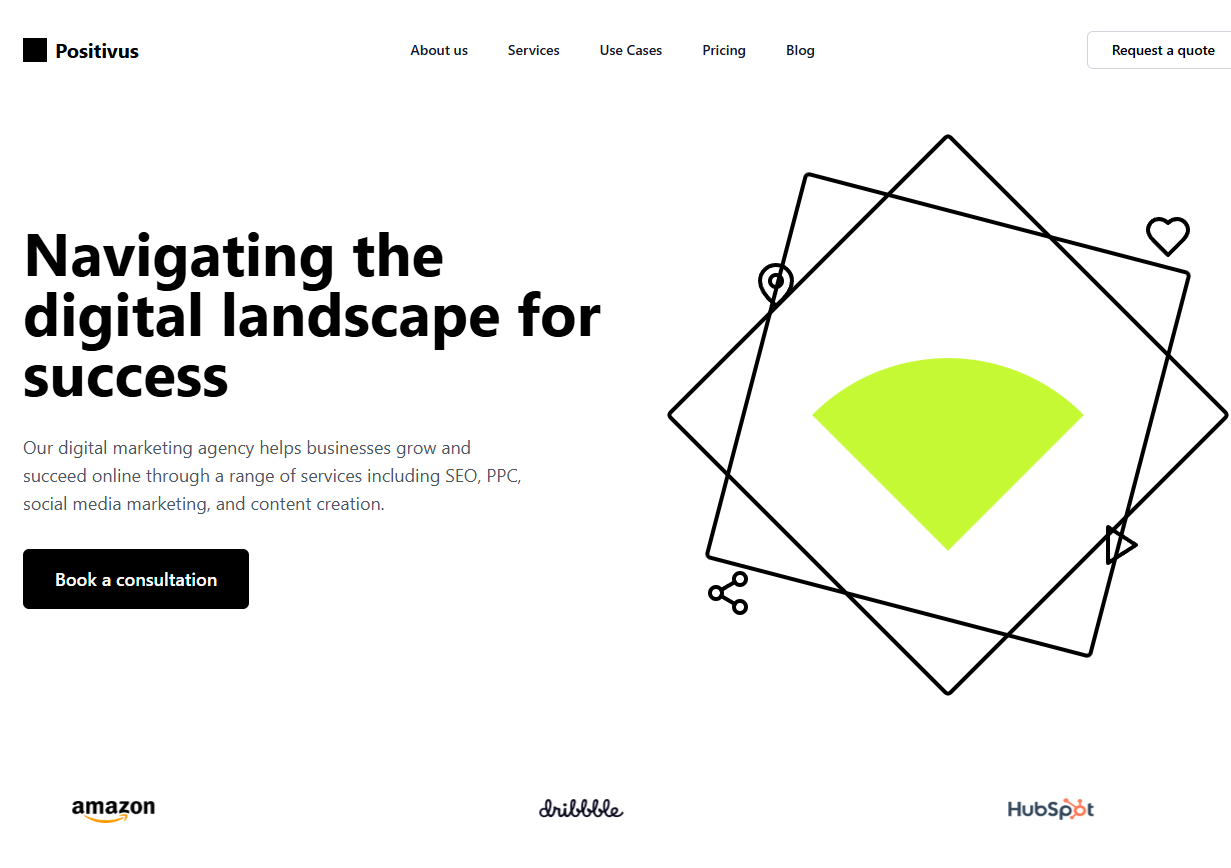 Positivus
About us
Services
Use Cases
Pricing
Blog
Request a quote
Navigating the
digital landscape for
success
Our digital marketing agency helps businesses grow and
succeed online through a range of services including SEO, PPC,
social media marketing, and content creation.
Book a consultation
amazon
dribbble
HubSpot